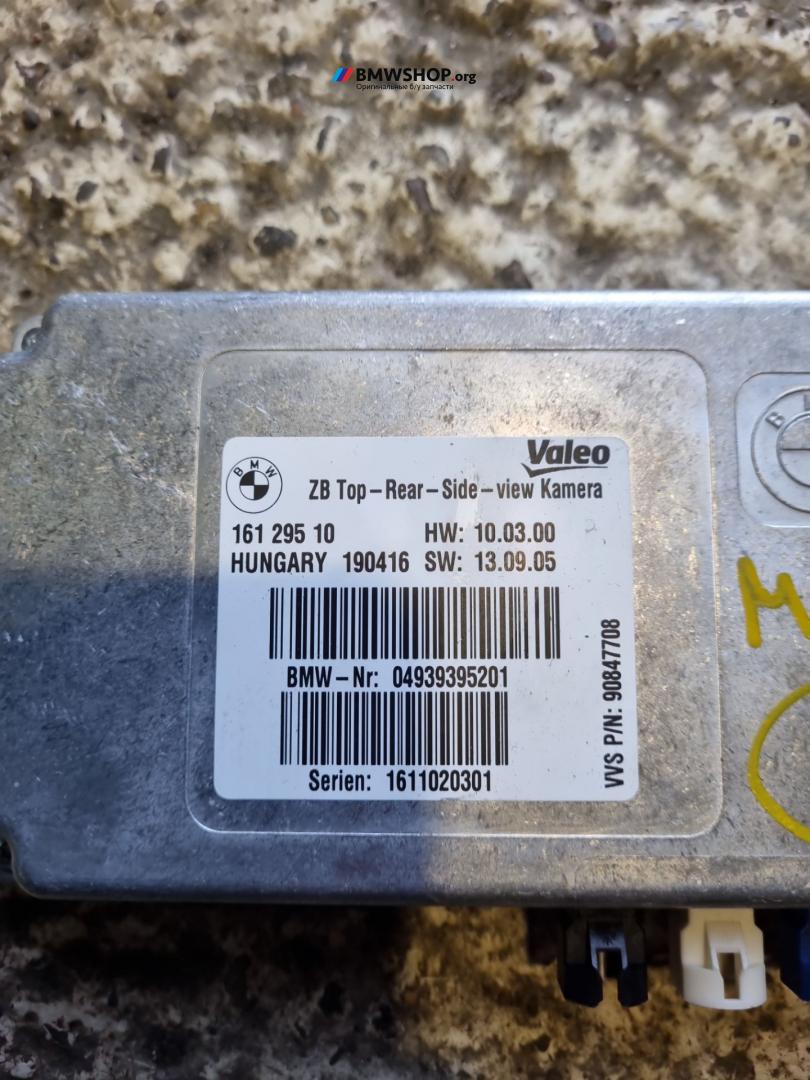 BMWSHOP.org
Оригинальные б/у запчасти
Valeo
BMW
ZB Top-Rear-Side-view Kamera
161 295 10 HW: 10.03.00
HUNGARY 190416 SW: 13.09.05
BMW-Nr: 04939395201
Serien: 1611020301
VVS P/N: 90847708
B